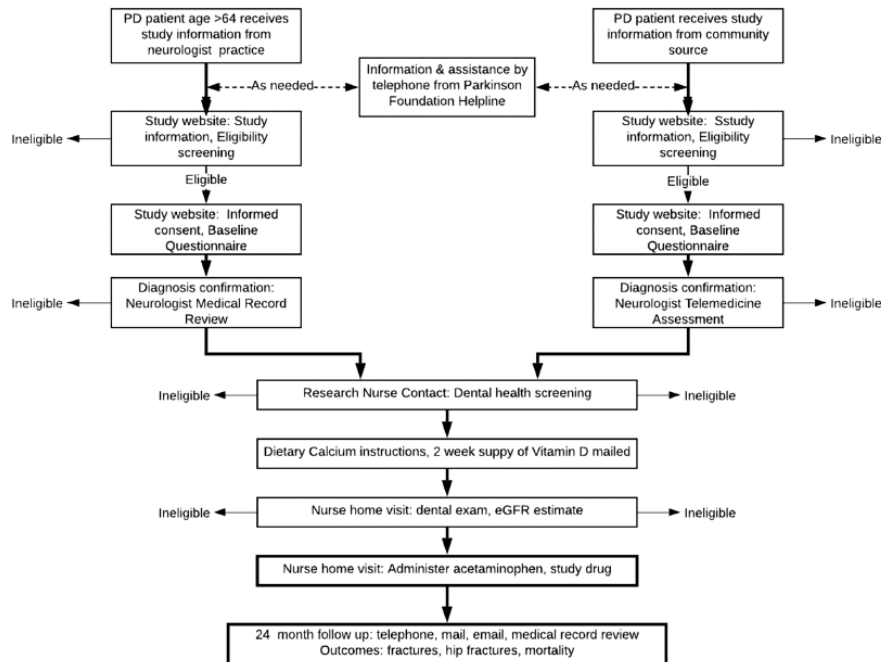 PD patient age >64 receives
study information from
neurologist practice
PD patient receives study
information from community
source
As needed
Information & assistance by
telephone from Parkinson
Foundation Helpline
As needed
Ineligible
Study website: Study
information, Eligibility
screening
Study website: Sstudy
information, Eligibility
screening
Ineligible
Eligible
Eligible
Study website: Informed
consent, Baseline
Questionnaire
Study website: Informed
consent, Baseline
Questionnaire
Ineligible
Diagnosis confirmation:
Neurologist Medical Record
Review
Diagnosis confirmation:
Neurologist Telemedicine
Assessment
Ineligible
Ineligible
Research Nurse Contact: Dental health screening
Ineligible
Dietary Calcium instructions, 2 week suppy of Vitamin D mailed
Ineligible
Nurse home visit: dental exam, eGFR estimate
Ineligible
Nurse home visit: Administer acetaminophen, study drug
24 month follow up: telephone, mail, email, medical record review
Outcomes: fractures, hip fractures, mortality